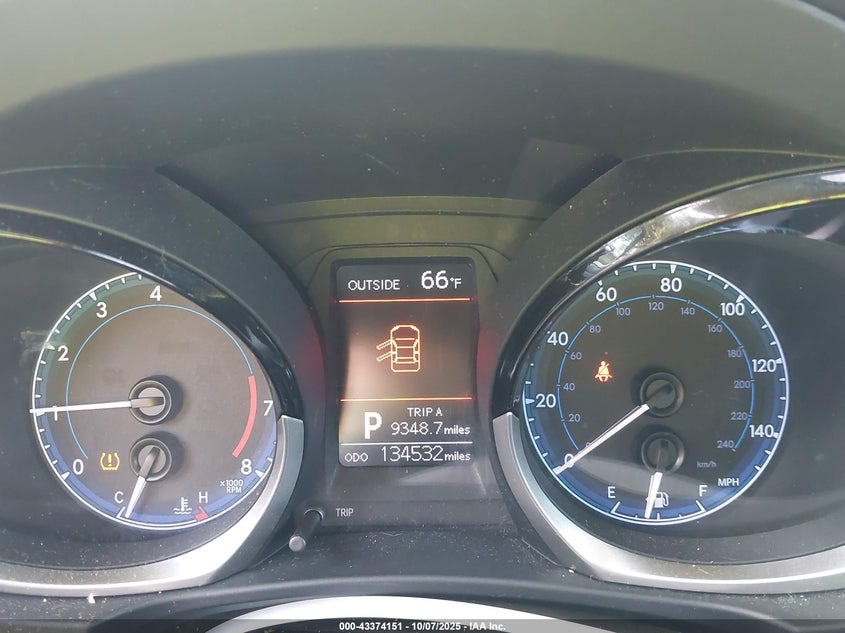 OUTSIDE 66°F
P
TRIP A
9348.7 miles
ODO 134532 miles
TRIP
0 1 2 3 4 7 8
x1000
RPM
C H
0 20 40 60 80 100 120 140
MPH
20 40 60 80 100 120 140 160 180 200 220 240
km/h
E F
000-43374151 - 10/07/2025 - IAA Inc.